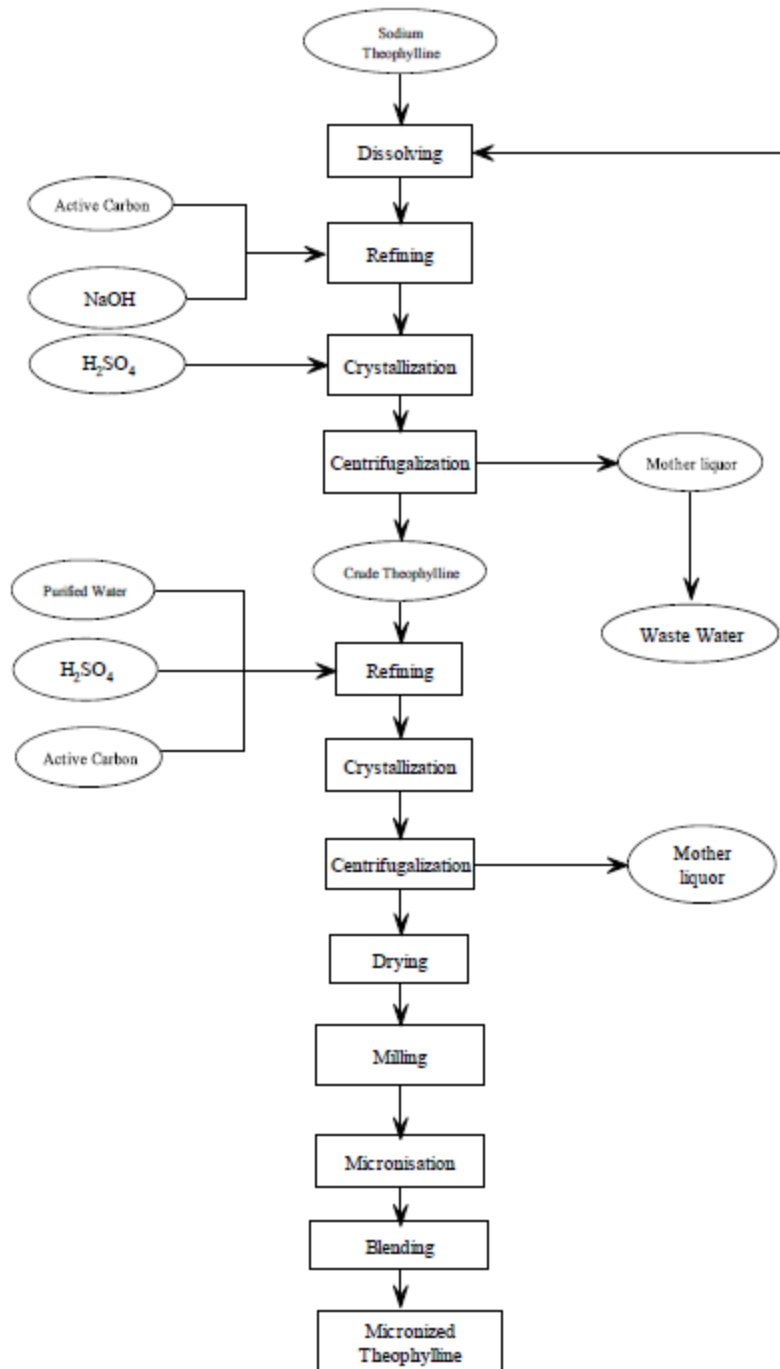 Sodium
Theophylline
Dissolving
Active Carbon
Refining
NaOH
H₂SO₄
Crystallization
Centrifugalization
Mother liquor
Crude Theophylline
Purified Water
Waste Water
H₂SO₄
Refining
Active Carbon
Crystallization
Centrifugalization
Mother
liquor
Drying
Milling
Micronisation
Blending
Micronized
Theophylline